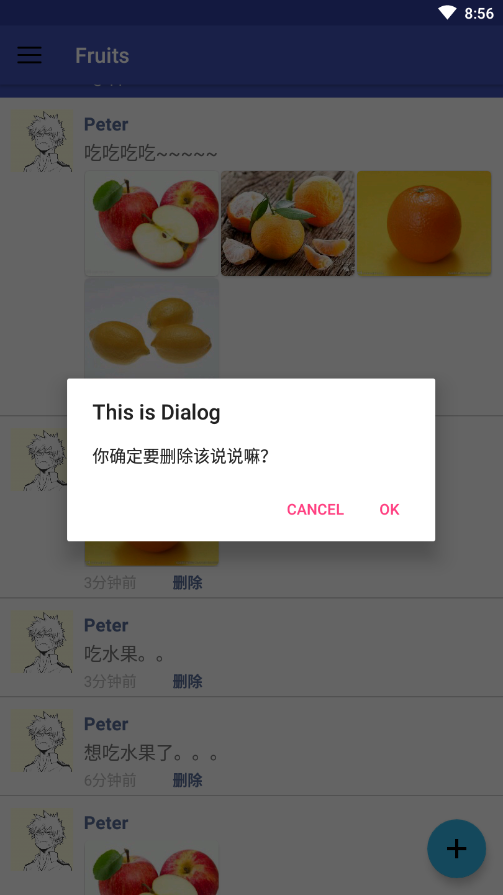 8:56
Fruits
Peter
吃吃吃吃~~~~~
This is Dialog
你确定要删除该说说嘛?
CANCEL OK
3分钟前 删除
Peter
吃水果。。
3分钟前 删除
Peter
想吃水果了。。。
6分钟前 删除
Peter